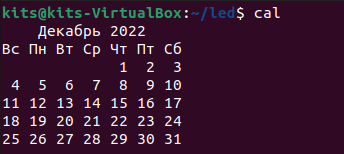 kits@kits-VirtualBox:~/led$ cal
Декабрь 2022
Вс Пн Вт Ср Чт Пт Сб
1 2 3
4 5 6 7 8 9 10
11 12 13 14 15 16 17
18 19 20 21 22 23 24
25 26 27 28 29 30 31